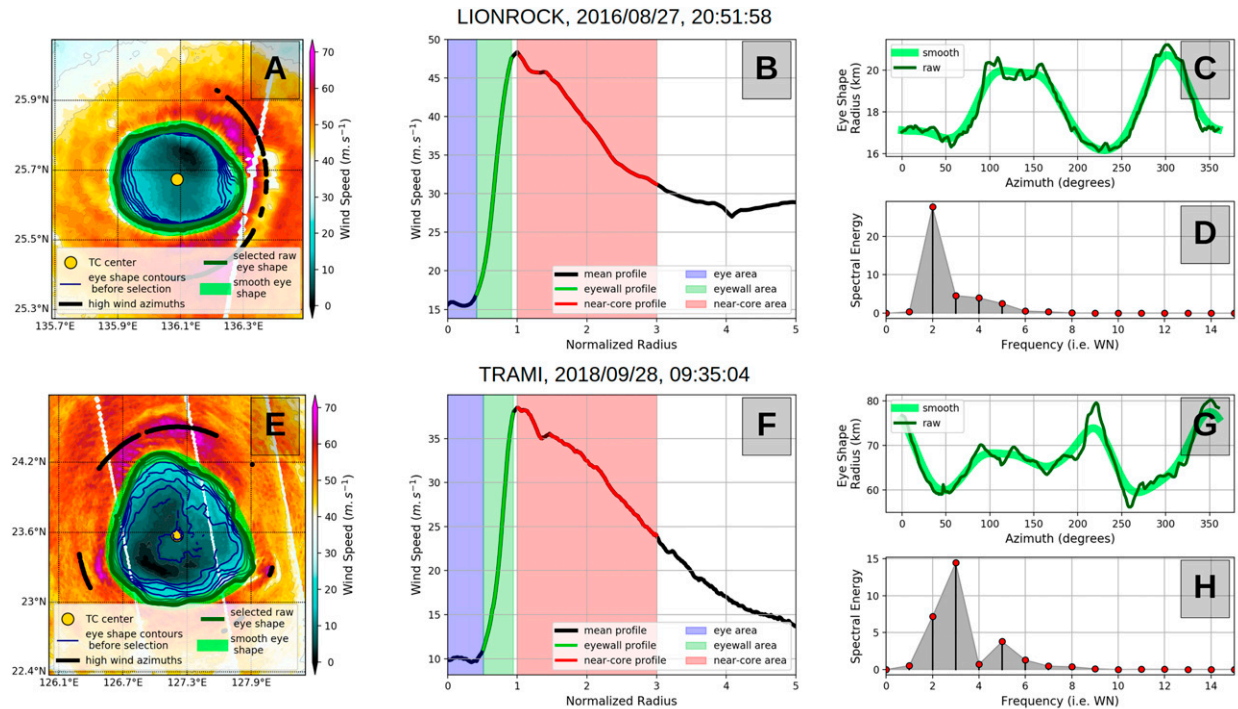 LIONROCK, 2016/08/27, 20:51:58
A
25.9°N
25.7°N
25.5°N
25.3°N
135.7°E 135.9°E 136.1°E 136.3°E
TC center
eye shape contours
before selection
high wind azimuths
selected raw
eye shape
smooth eye
shape
70
60
50
40
30
20
10
0
Wind Speed (m.s⁻¹)
B
50
45
40
35
30
25
20
15
Wind Speed (m.s⁻¹)
mean profile
eyewall profile
near-core profile
eye area
eyewall area
near-core area
0 1 2 3 4 5
Normalized Radius
C
smooth
raw
20
18
16
Eye Shape
Radius (km)
0 50 100 150 200 250 300 350
Azimuth (degrees)
D
20
10
0
Spectral Energy
0 2 4 6 8 10 12 14
Frequency (i.e. WN)
TRAMI, 2018/09/28, 09:35:04
E
24.2°N
23.6°N
23°N
22.4°N
126.1°E 126.7°E 127.3°E 127.9°E
TC center
eye shape contours
before selection
high wind azimuths
selected raw
eye shape
smooth eye
shape
70
60
50
40
30
20
10
0
Wind Speed (m.s⁻¹)
F
35
30
25
20
15
10
Wind Speed (m.s⁻¹)
mean profile
eyewall profile
near-core profile
eye area
eyewall area
near-core area
0 1 2 3 4 5
Normalized Radius
G
smooth
raw
80
70
60
Eye Shape
Radius (km)
0 50 100 150 200 250 300 350
Azimuth (degrees)
H
15
10
5
0
Spectral Energy
0 2 4 6 8 10 12 14
Frequency (i.e. WN)